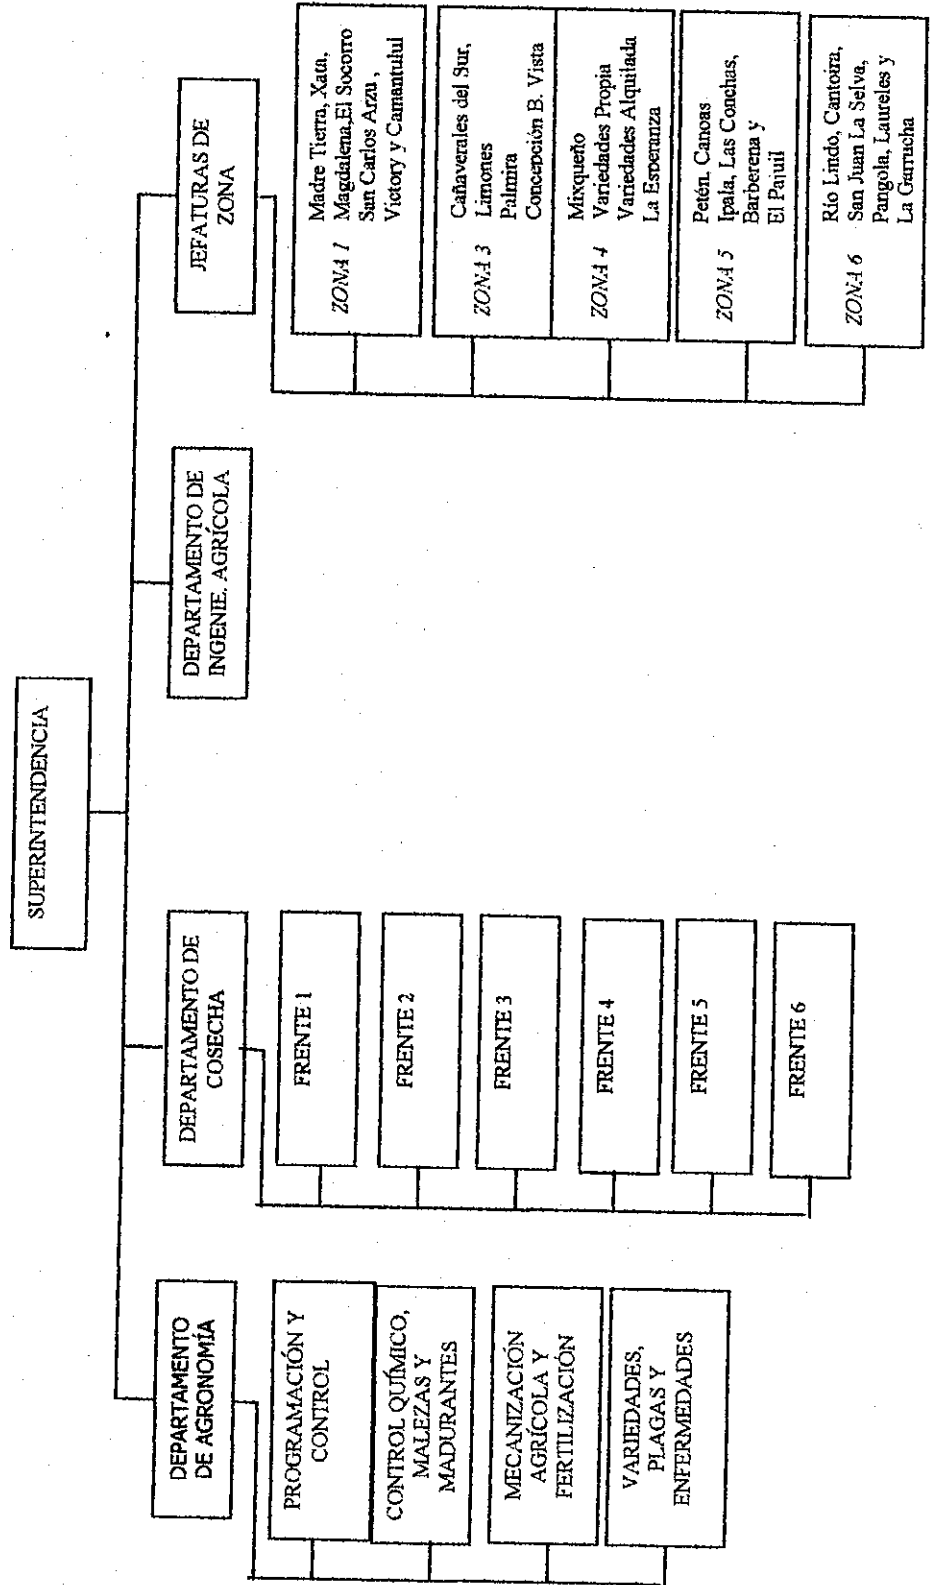 SUPERINTENDENCIA
DEPARTAMENTO
DE AGRONOMÍA
PROGRAMACIÓN Y
CONTROL
CONTROL QUÍMICO,
MALEZAS Y
MADURANTES
MECANIZACIÓN
AGRÍCOLA Y
FERTILIZACIÓN
VARIEDADES,
PLAGAS Y
ENFERMEDADES
DEPARTAMENTO DE
COSECHA
FRENTE 1
FRENTE 2
FRENTE 3
FRENTE 4
FRENTE 5
FRENTE 6
DEPARTAMENTO DE
INGENIE. AGRÍCOLA
JEFATURAS DE
ZONA
ZONA 1
Madre Tierra, Xata,
Magdalena,El Socorro
San Carlos Arzu,
Victory y Camantulul
ZONA 3
Cañaverales del Sur,
Limones
Palmira
Concepción B. Vista
ZONA 4
Mixqueño
Variedades Propia
Variedades Alquilada
La Esperanza
ZONA 5
Petén. Canoas
Ipala, Las Conchas,
Barberena y
El Pajuil
ZONA 6
Rio Lindo, Cantoira,
San Juan La Selva,
Pangola, Laureles y
La Garrucha